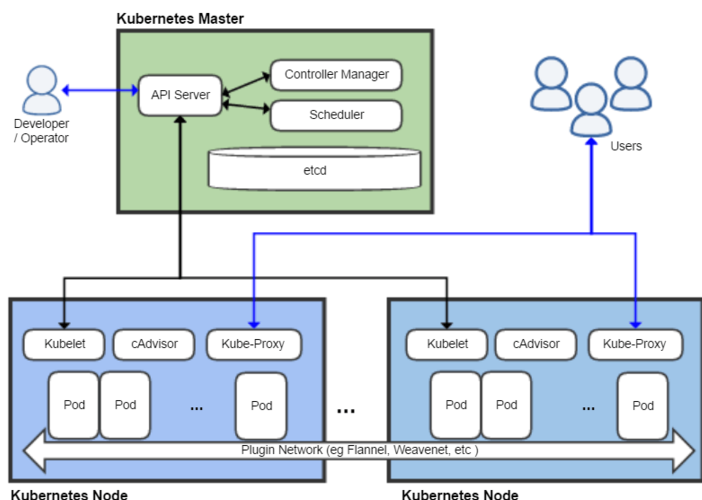 Kubernetes Master
API Server
Controller Manager
Scheduler
etcd
Developer
/ Operator
Users
Kubelet
cAdvisor
Kube-Proxy
Pod
Pod
...
Pod
...
Kubelet
cAdvisor
Kube-Proxy
Pod
Pod
...
Pod
Plugin Network (eg Flannel, Weavenet, etc )
Kubernetes Node
Kubernetes Node